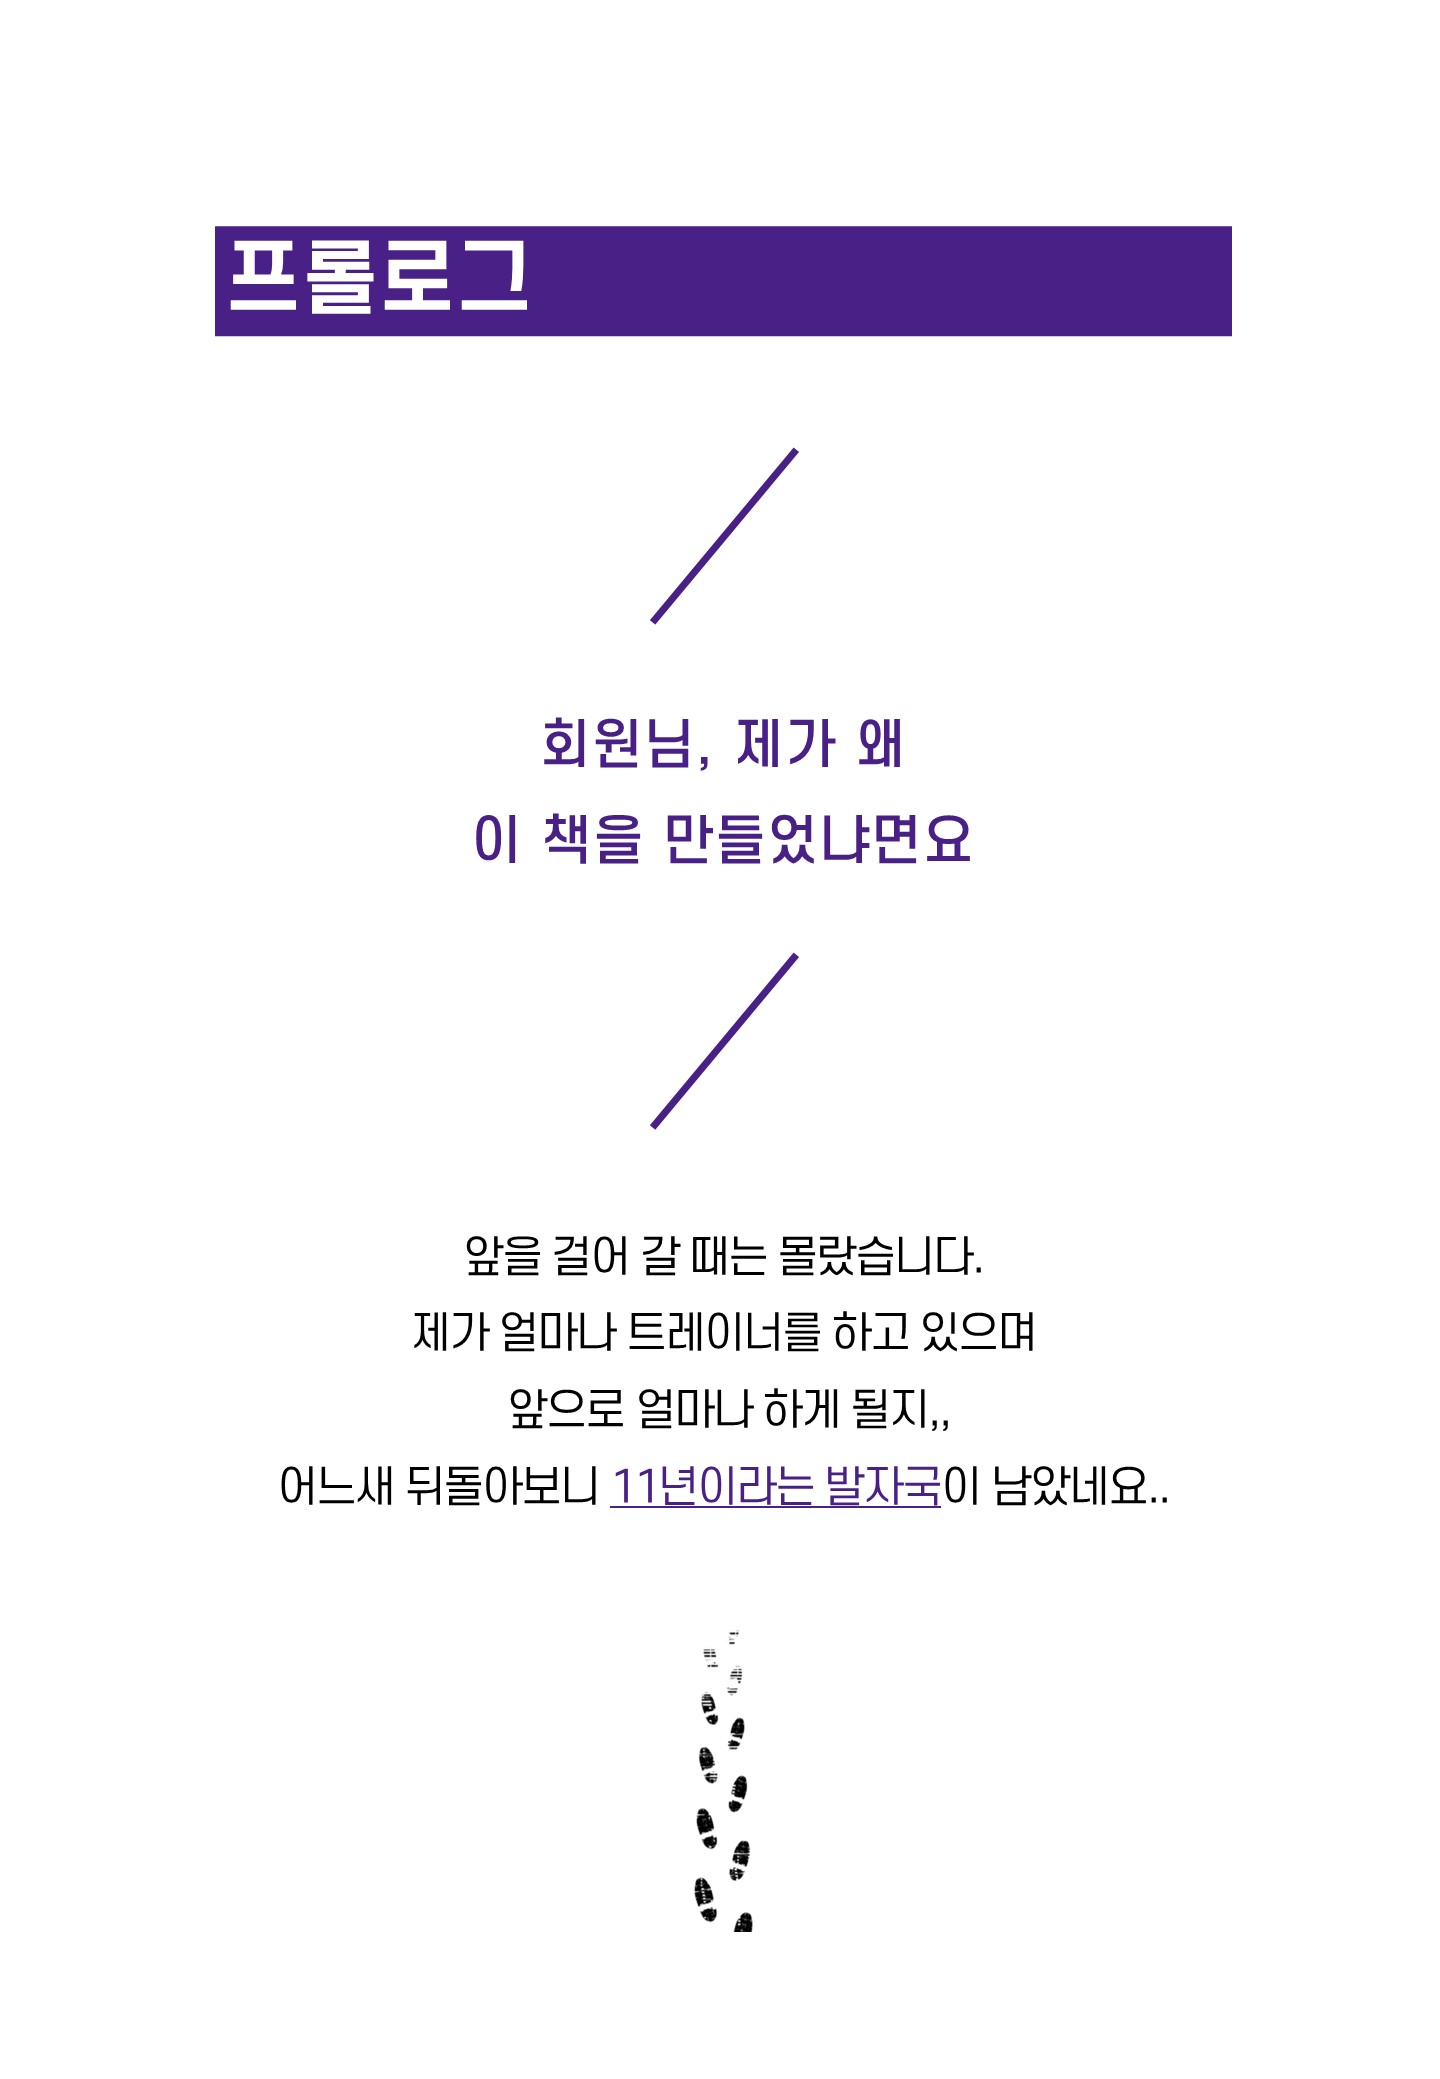 프롤로그
회원님, 제가 왜
이 책을 만들었냐면요
앞을 걸어 갈 때는 몰랐습니다.
제가 얼마나 트레이너를 하고 있으며
앞으로 얼마나 하게 될지,,
어느새 뒤돌아보니 11년이라는 발자국이 남았네요..